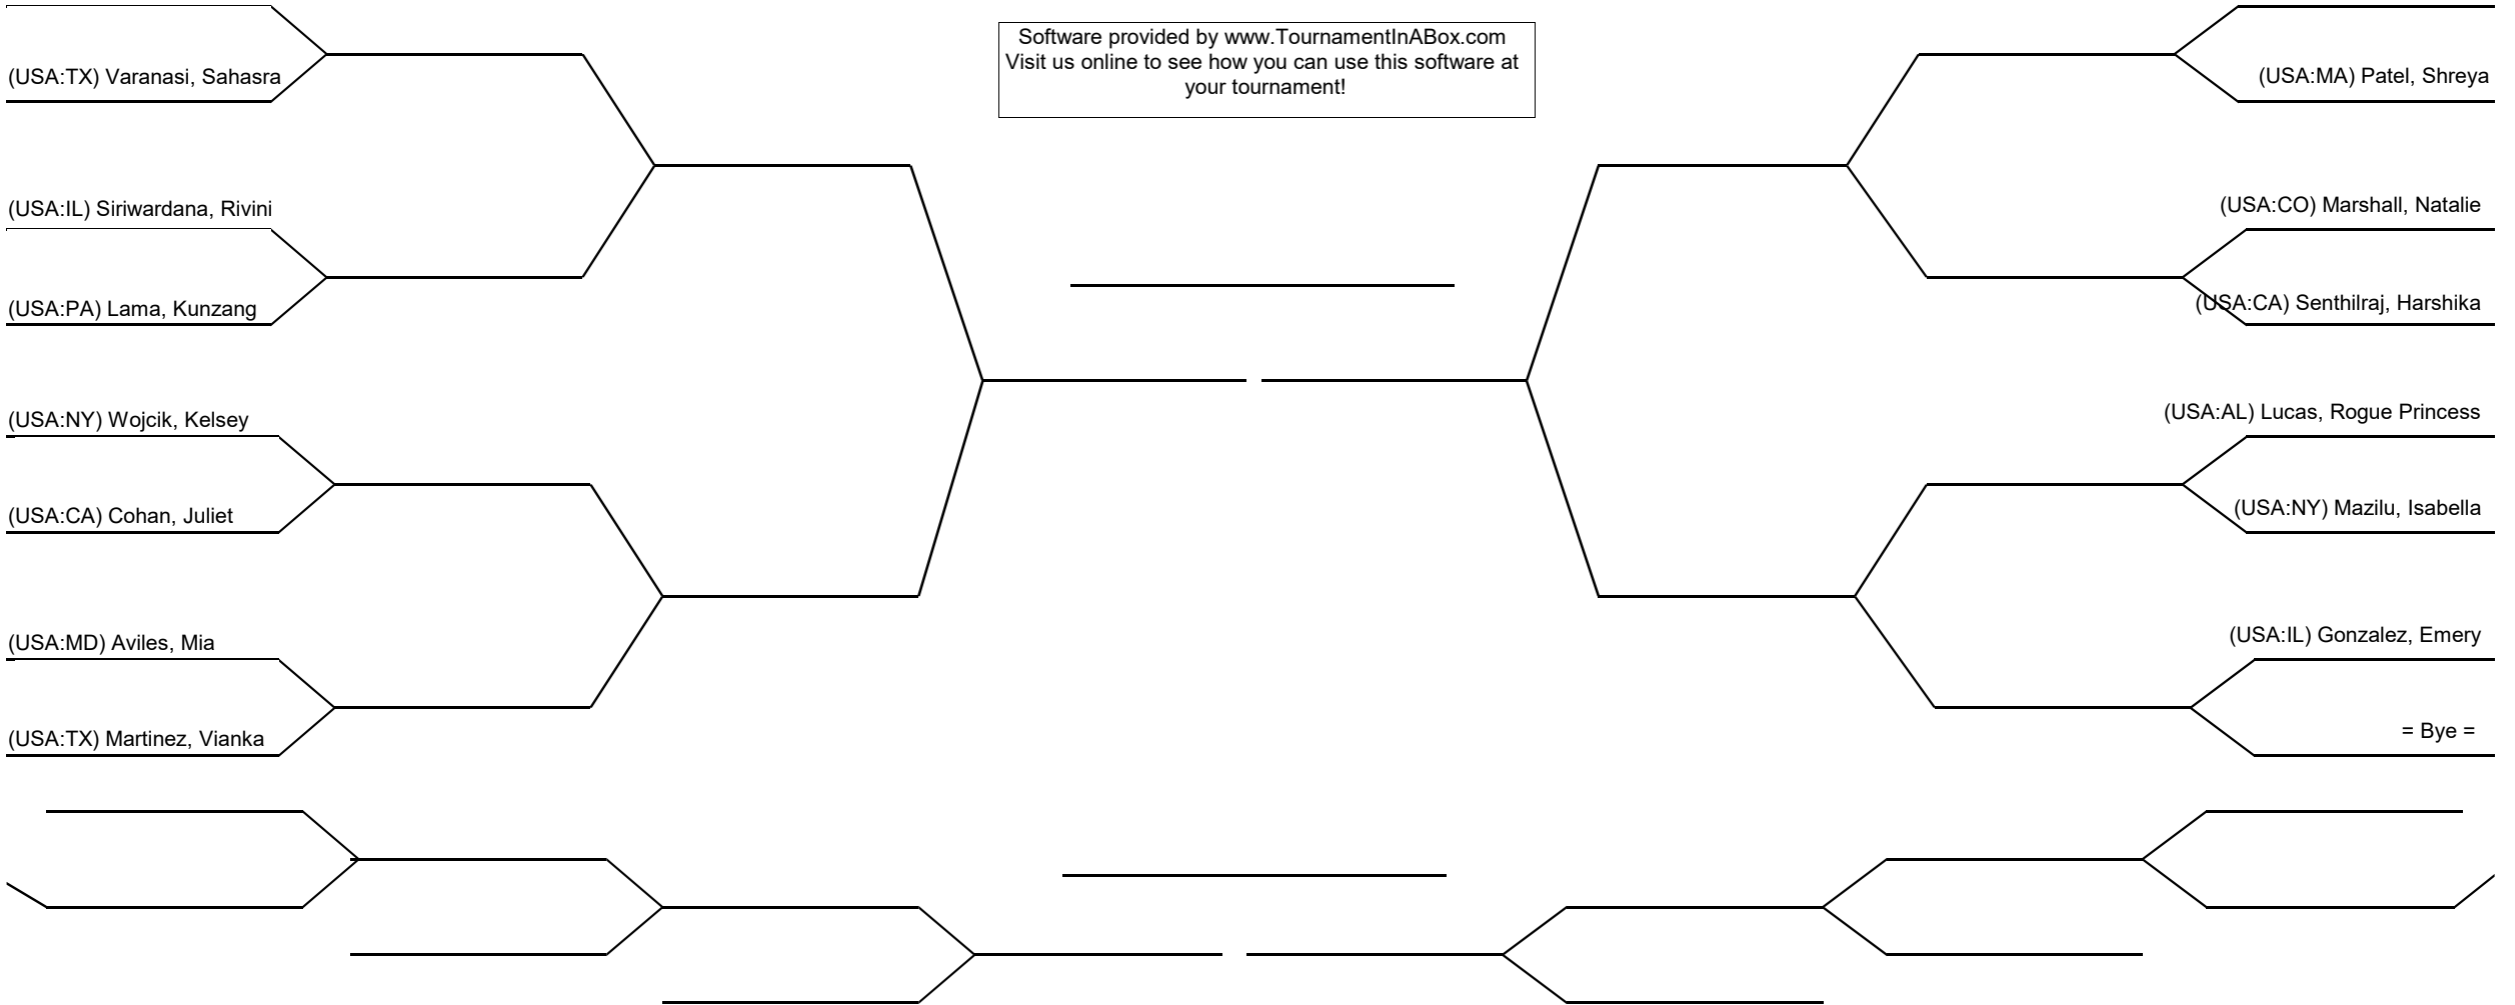 Software provided by www.TournamentInABox.com
Visit us online to see how you can use this software at
your tournament!
(USA:TX) Varanasi, Sahasra
(USA:IL) Siriwardana, Rivini
(USA:PA) Lama, Kunzang
(USA:NY) Wojcik, Kelsey
(USA:CA) Cohan, Juliet
(USA:MD) Aviles, Mia
(USA:TX) Martinez, Vianka
(USA:MA) Patel, Shreya
(USA:CO) Marshall, Natalie
(USA:CA) Senthilraj, Harshika
(USA:AL) Lucas, Rogue Princess
(USA:NY) Mazilu, Isabella
(USA:IL) Gonzalez, Emery
= Bye =